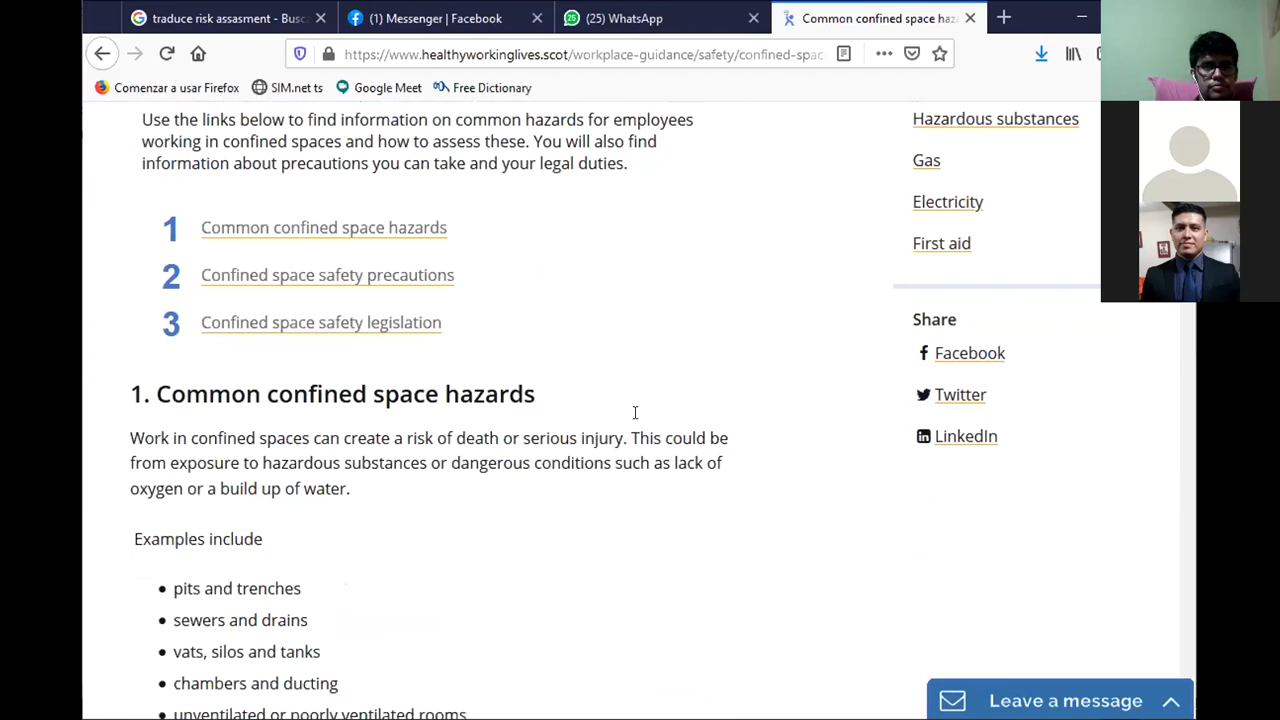 traduce risk assasment - Busc
(1) Messenger | Facebook
(25) WhatsApp
Common confined space haz
https://www.healthyworkinglives.scot/workplace-guidance/safety/confined-spac
Comenzar a usar Firefox
SIM.net ts
Google Meet
Free Dictionary
Use the links below to find information on common hazards for employees
working in confined spaces and how to assess these. You will also find
information about precautions you can take and your legal duties.
1 Common confined space hazards
2 Confined space safety precautions
3 Confined space safety legislation
1. Common confined space hazards
Work in confined spaces can create a risk of death or serious injury. This could be
from exposure to hazardous substances or dangerous conditions such as lack of
oxygen or a build up of water.
Examples include
• pits and trenches
• sewers and drains
• vats, silos and tanks
• chambers and ducting
• unventilated or poorly ventilated rooms
Hazardous substances
Gas
Electricity
First aid
Share
Facebook
Twitter
LinkedIn
Leave a message